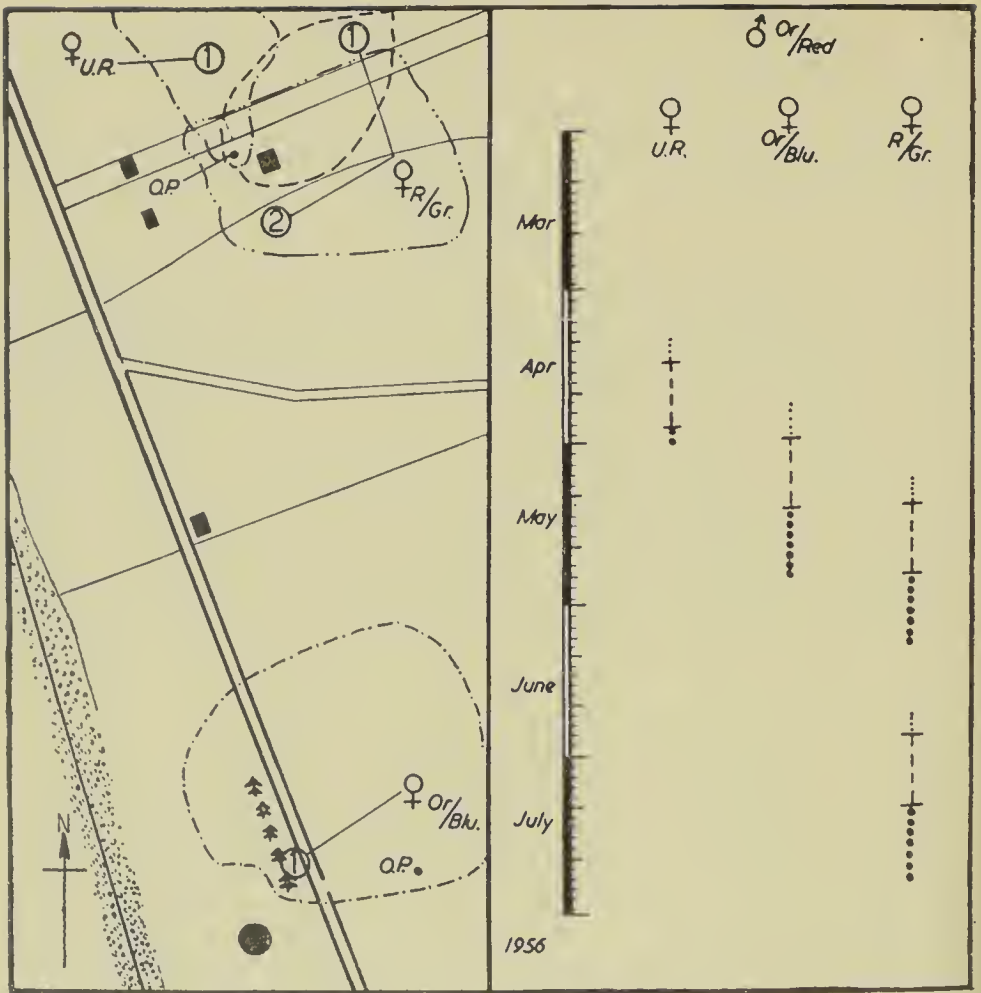 ♀ U.R.
①
①
O.P.
♀ R/Gr.
②
♀ Or/Blu.
①
O.P.
N
♂ Or/Red
♀ U.R.
♀ Or/Blu.
♀ R/Gr.
Mar
Apr
May
June
July
1956